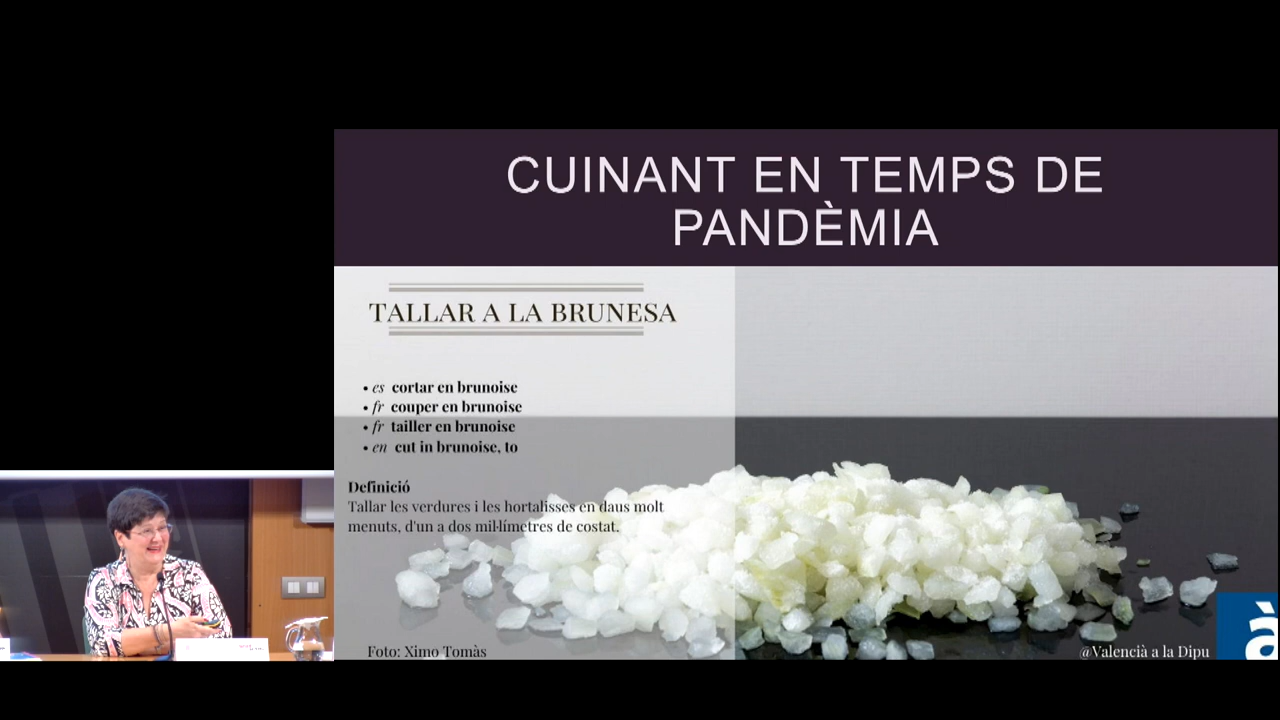 CUINANT EN TEMPS DE
PANDÈMIA
TALLAR A LA BRUNESA
• es cortar en brunoise
• fr couper en brunoise
• fr tailler en brunoise
• en cut in brunoise, to
Definició
Tallar les verdures i les hortalisses en daus molt
menuts, d'un a dos mil·límetres de costat.
Foto: Ximo Tomàs
@Valencià a la Dipu
à